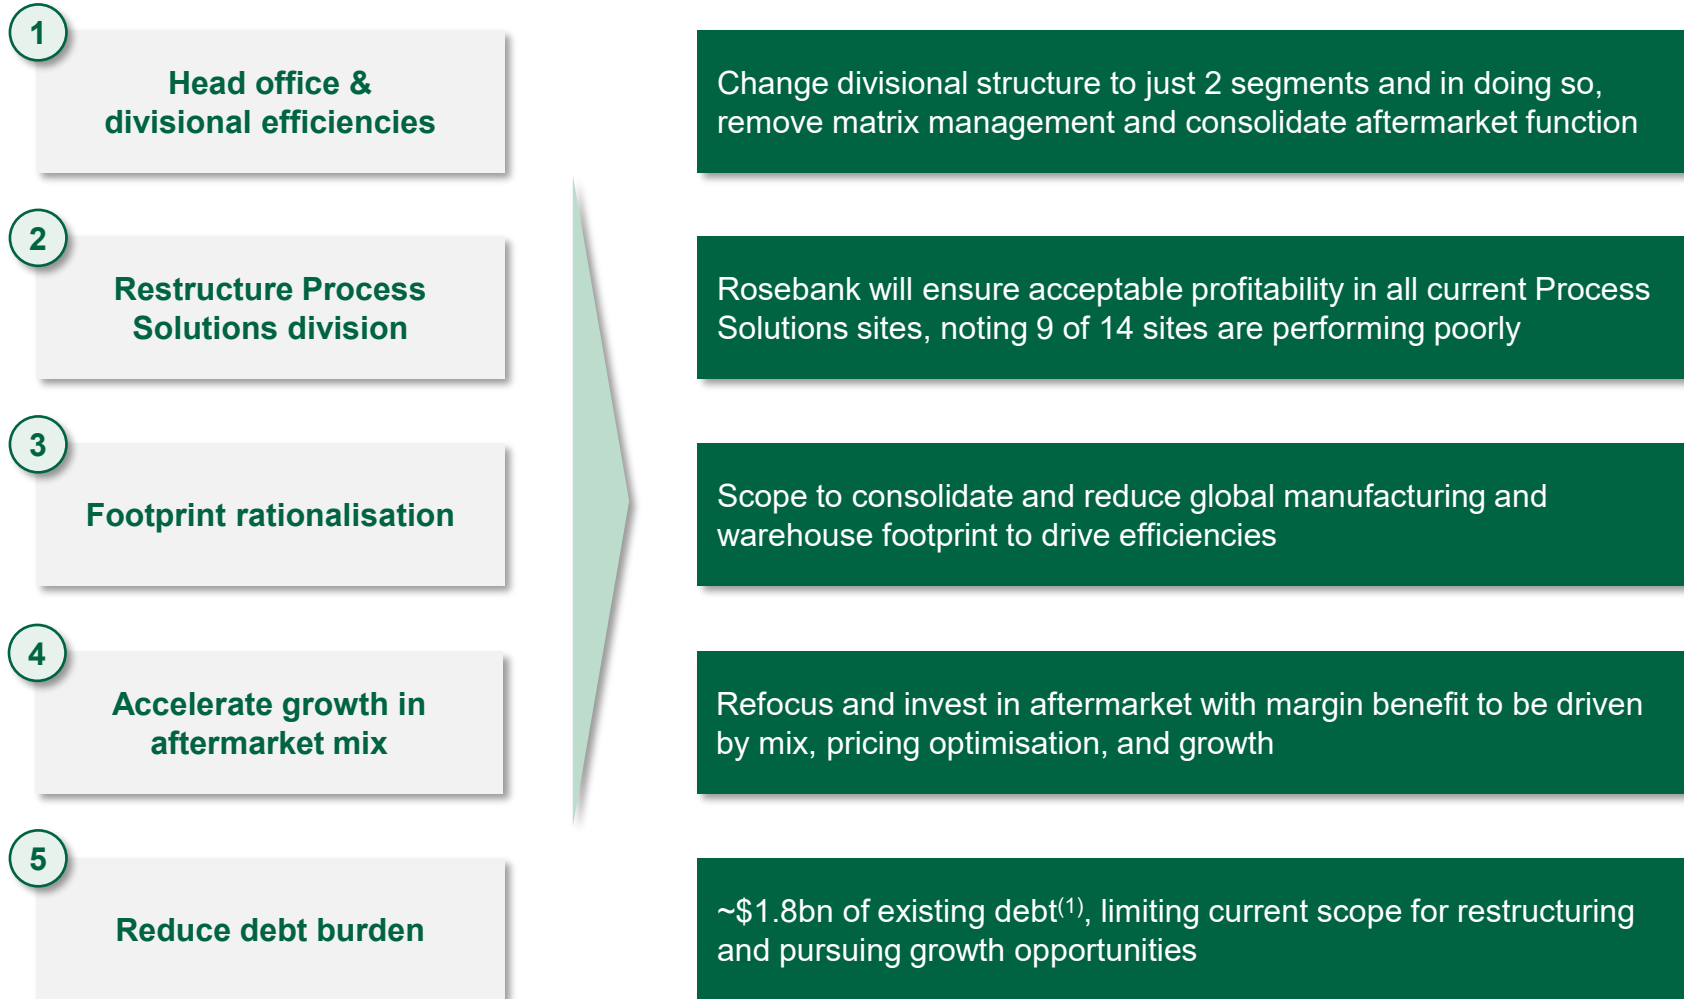 1
Head office &
divisional efficiencies
Change divisional structure to just 2 segments and in doing so,
remove matrix management and consolidate aftermarket function
2
Restructure Process
Solutions division
Rosebank will ensure acceptable profitability in all current Process
Solutions sites, noting 9 of 14 sites are performing poorly
3
Footprint rationalisation
Scope to consolidate and reduce global manufacturing and
warehouse footprint to drive efficiencies
4
Accelerate growth in
aftermarket mix
Refocus and invest in aftermarket with margin benefit to be driven
by mix, pricing optimisation, and growth
5
Reduce debt burden
~$1.8bn of existing debt(1), limiting current scope for restructuring
and pursuing growth opportunities